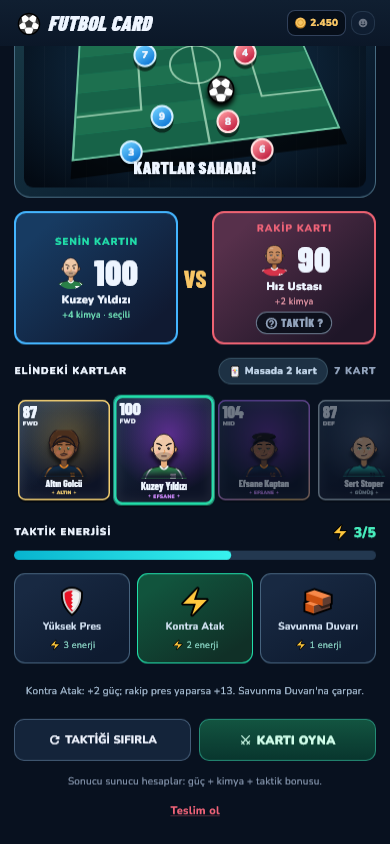 FUTBOL CARD
2.450
7
4
9
8
3
6
KARTLAR SAHADA!
SENİN KARTIN
100
Kuzey Yıldızı
+4 kimya · seçili
VS
RAKİP KARTI
90
Hız Ustası
+2 kimya
TAKTİK ?
ELİNDEKİ KARTLAR
Masada 2 kart
7 KART
87
FWD
Altın Golcü
ALTIN
100
FWD
Kuzey Yıldızı
EFSANE
104
MID
Efsane Kaptan
EFSANE
87
DEF
Sert Stoper
GÜMÜŞ
TAKTİK ENERJİSİ
3/5
Yüksek Pres
3 enerji
Kontra Atak
2 enerji
Savunma Duvarı
1 enerji
Kontra Atak: +2 güç; rakip pres yaparsa +13. Savunma Duvarı'na çarpar.
TAKTİĞİ SIFIRLA
KARTI OYNA
Sonucu sunucu hesaplar: güç + kimya + taktik bonusu.
Teslim ol